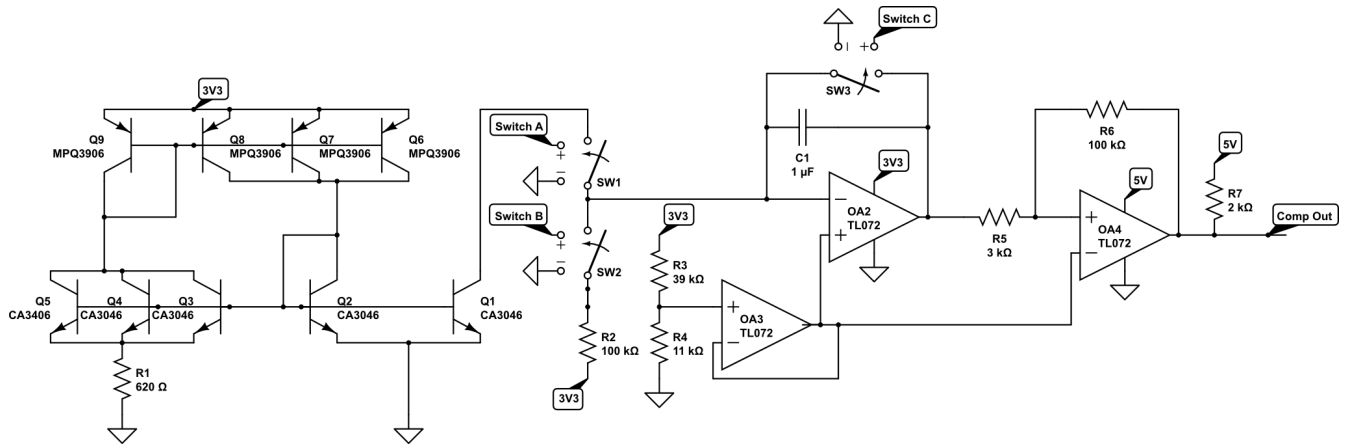 Switch C
+
SW3
3V3
Q9
MPQ3906
Q8
MPQ3906
Q7
MPQ3906
Q6
MPQ3906
Switch A
+
−
SW1
C1
1 µF
R6
100 kΩ
5V
R7
2 kΩ
Comp Out
3V3
−
+
OA2
TL072
5V
+
−
OA4
TL072
R5
3 kΩ
Switch B
+
−
SW2
3V3
R3
39 kΩ
Q5
CA3406
Q4
CA3046
Q3
CA3046
Q2
CA3046
Q1
CA3046
+
−
OA3
TL072
R2
100 kΩ
R4
11 kΩ
R1
620 Ω
3V3